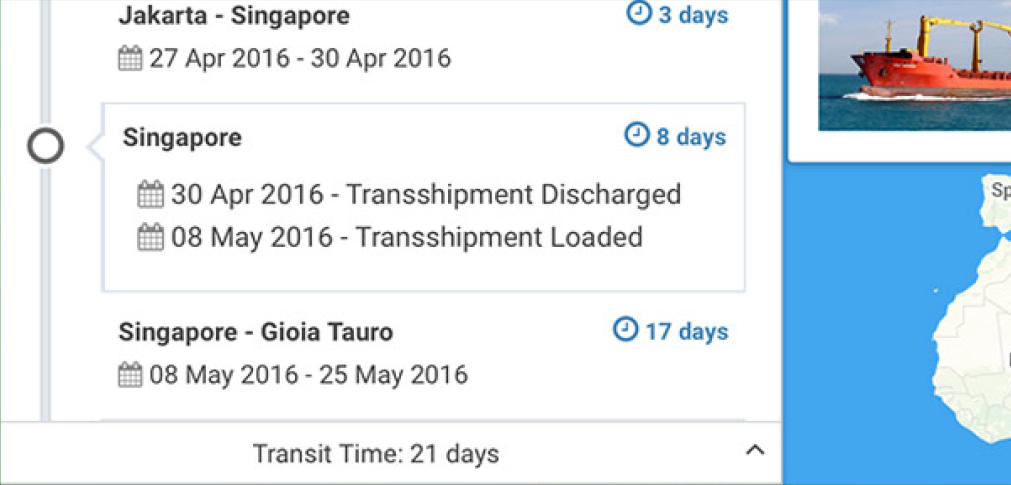 Jakarta - Singapore
3 days
27 Apr 2016 - 30 Apr 2016
Singapore
8 days
30 Apr 2016 - Transshipment Discharged
08 May 2016 - Transshipment Loaded
Sp
Singapore - Gioia Tauro
17 days
08 May 2016 - 25 May 2016
Transit Time: 21 days